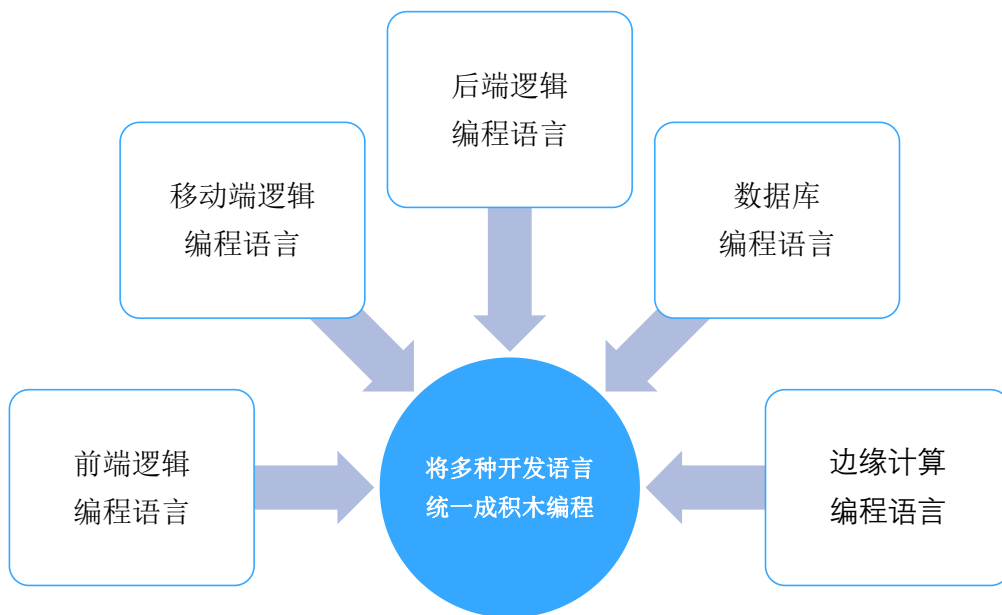 后端逻辑
编程语言
移动端逻辑
编程语言
数据库
编程语言
前端逻辑
编程语言
将多种开发语言
统一成积木编程
边缘计算
编程语言